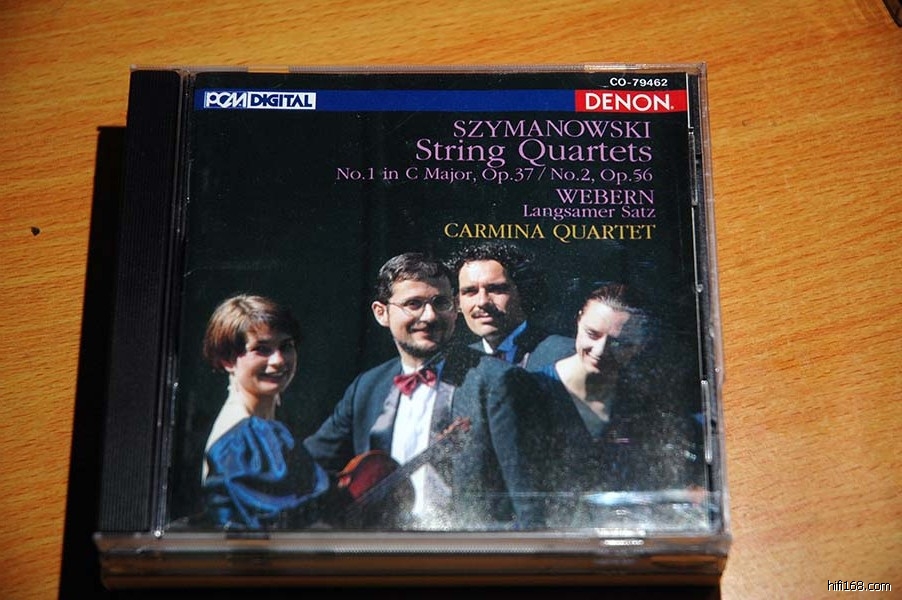 CO-79462
PCM DIGITAL
DENON®
SZYMANOWSKI
String Quartets
No.1 in C Major, Op.37 / No.2, Op.56
WEBERN
Langsamer Satz
CARMINA QUARTET
hifi168.com